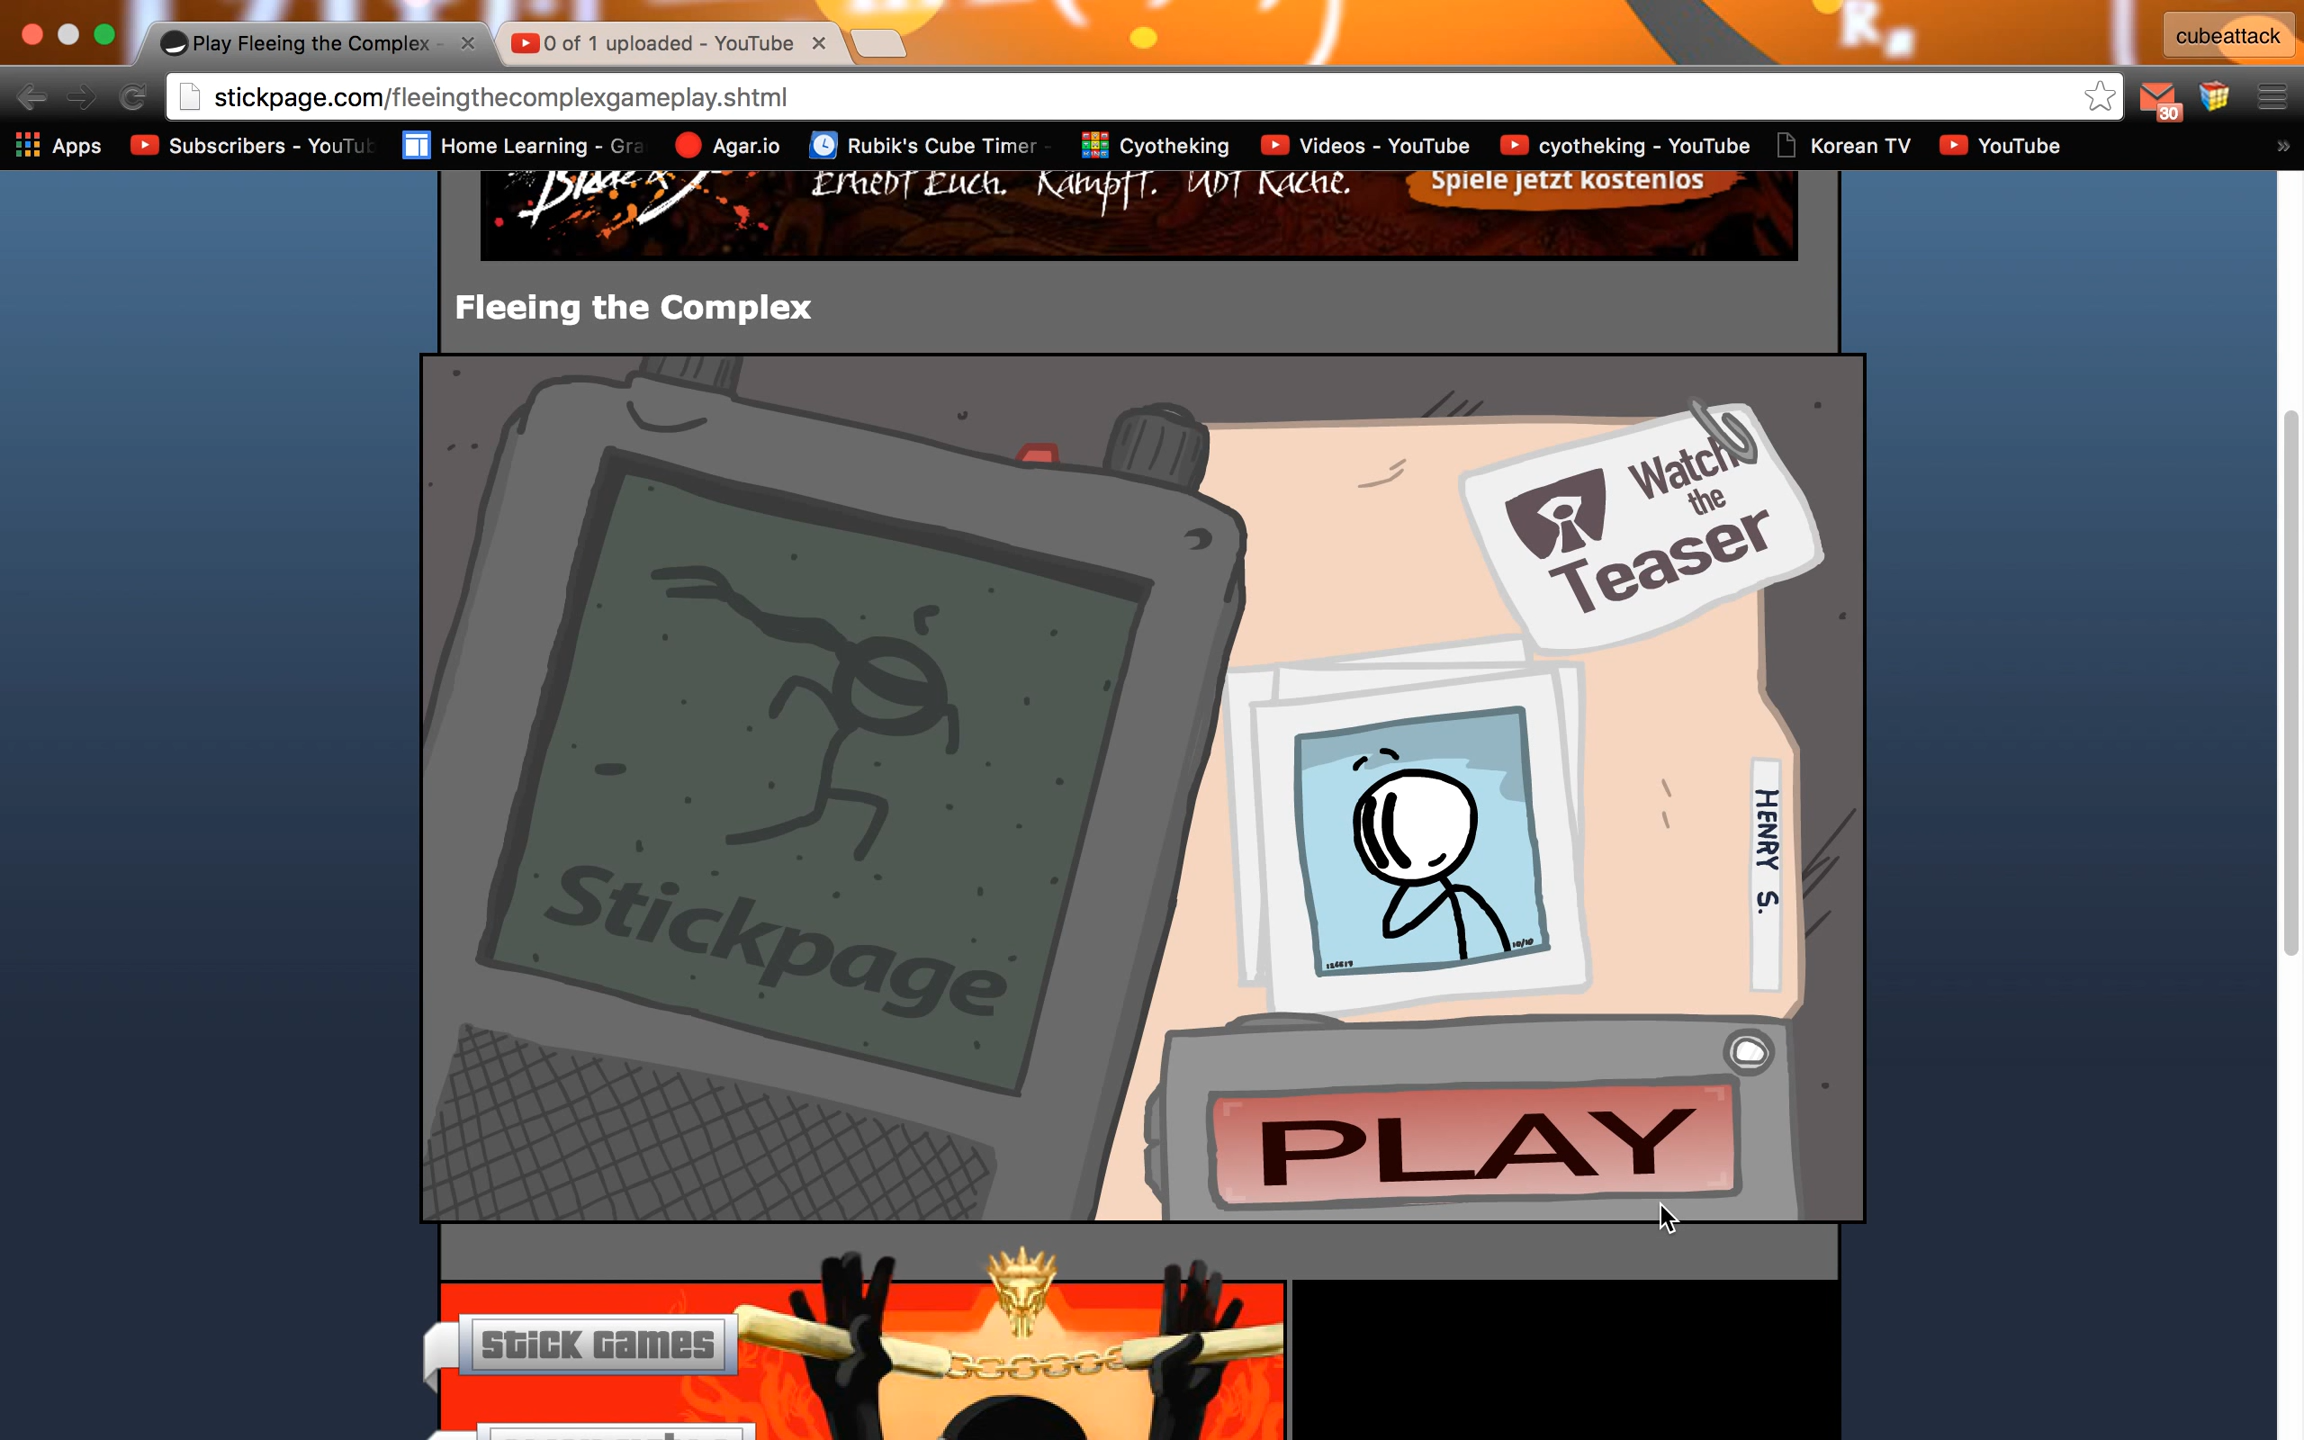 Play Fleeing the Complex -
0 of 1 uploaded - YouTube
cubeattack
stickpage.com/fleeingthecomplexgameplay.shtml
30
Apps
Subscribers - YouTub
Home Learning - Gra
Agar.io
Rubik's Cube Timer -
Cyotheking
Videos - YouTube
cyotheking - YouTube
Korean TV
YouTube
»
Erhebt Euch. Kämpft. Übt Rache.
Spiele jetzt kostenlos
Fleeing the Complex
Watch
the
Teaser
Stickpage
HENRY S.
10/10
PLAY
STICK GAMES